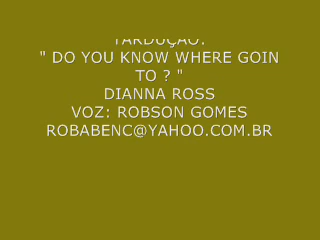 TARDUÇÃO:
" DO YOU KNOW WHERE GOIN
TO ? "
DIANNA ROSS
VOZ: ROBSON GOMES
ROBABENC@YAHOO.COM.BR